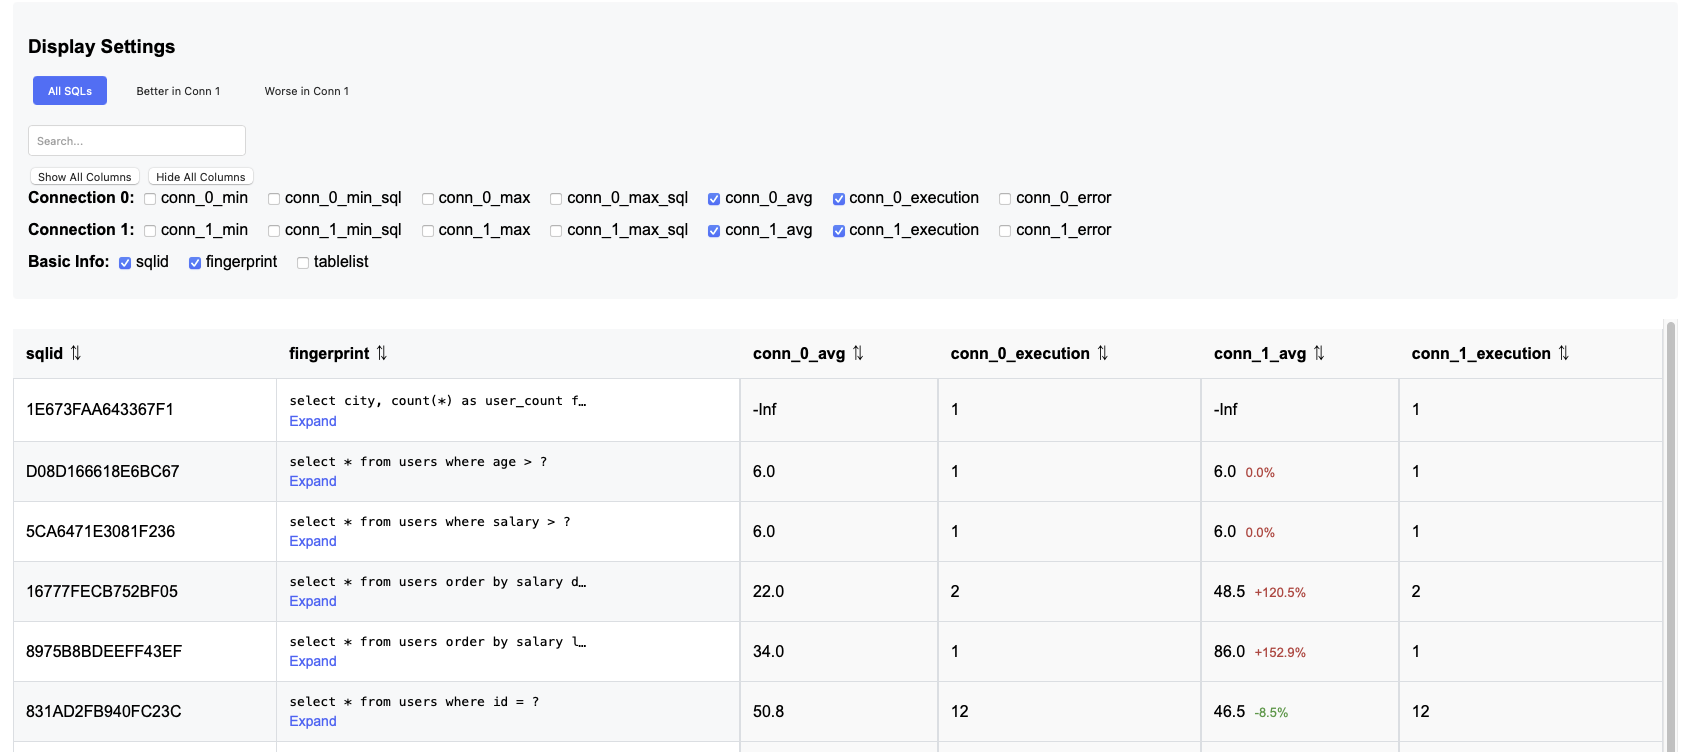 Display Settings
All SQLs Better in Conn 1 Worse in Conn 1
Search...
Show All Columns Hide All Columns
Connection 0: conn_0_min conn_0_min_sql conn_0_max conn_0_max_sql conn_0_avg conn_0_execution conn_0_error
Connection 1: conn_1_min conn_1_min_sql conn_1_max conn_1_max_sql conn_1_avg conn_1_execution conn_1_error
Basic Info: sqlid fingerprint tablelist
sqlid ⇅ fingerprint ⇅ conn_0_avg ⇅ conn_0_execution ⇅ conn_1_avg ⇅ conn_1_execution ⇅
1E673FAA643367F1 select city, count(*) as user_count f… -Inf 1 -Inf 1
Expand
D08D166618E6BC67 select * from users where age > ? 6.0 1 6.0 0.0% 1
Expand
5CA6471E3081F236 select * from users where salary > ? 6.0 1 6.0 0.0% 1
Expand
16777FECB752BF05 select * from users order by salary d… 22.0 2 48.5 +120.5% 2
Expand
8975B8BDEEFF43EF select * from users order by salary l… 34.0 1 86.0 +152.9% 1
Expand
831AD2FB940FC23C select * from users where id = ? 50.8 12 46.5 -8.5% 12
Expand